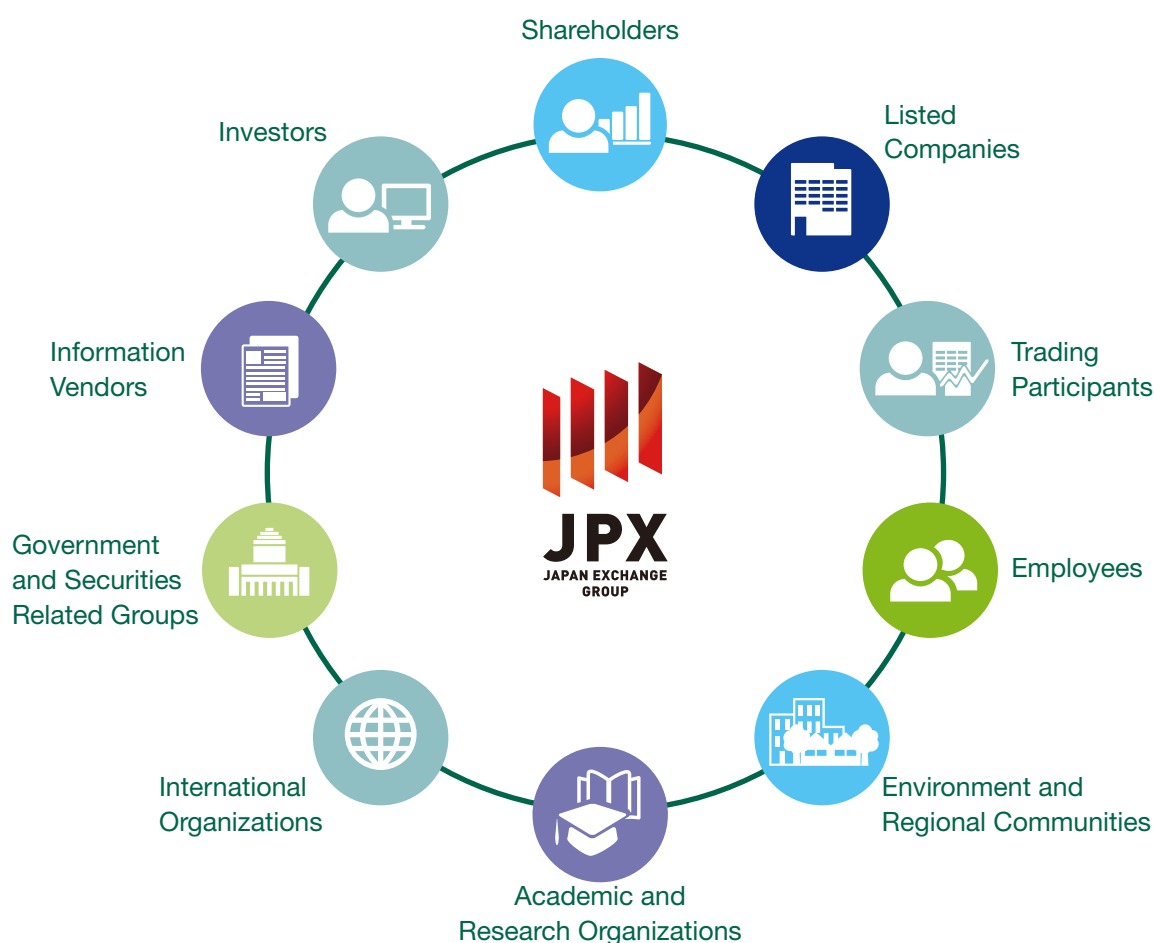 Shareholders
Listed
Companies
Trading
Participants
Employees
Environment and
Regional Communities
Academic and
Research Organizations
International
Organizations
Government
and Securities
Related Groups
Information
Vendors
Investors
JPX
JAPAN EXCHANGE
GROUP